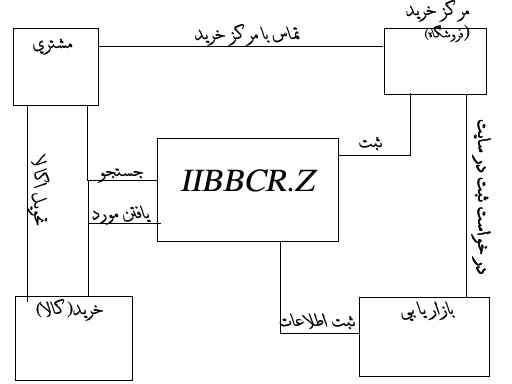 مرکز خرید
(فروشگاه)
مشتری
تماس با مرکز خرید
ثبت
جستجو
IIBBCR.Z
یافتن مورد
تحویل کالا
درخواست ثبت در سایت
خرید(کالا)
ثبت اطلاعات
بازاریابی